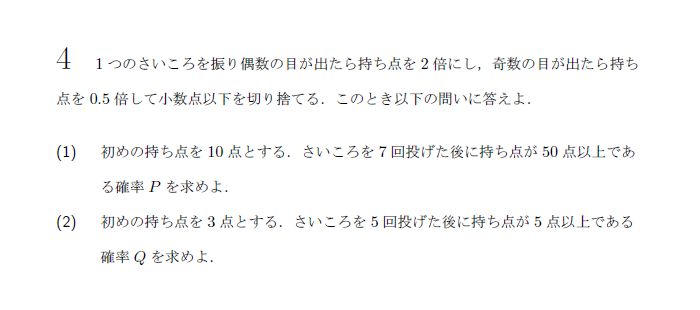 4 1 つのさいころを振り偶数の目が出たら持ち点を 2 倍にし，奇数の目が出たら持ち
点を 0.5 倍して小数点以下を切り捨てる．このとき以下の問いに答えよ．
(1) 初めの持ち点を 10 点とする．さいころを 7 回投げた後に持ち点が 50 点以上であ
る確率 P を求めよ．
(2) 初めの持ち点を 3 点とする．さいころを 5 回投げた後に持ち点が 5 点以上である
確率 Q を求めよ．